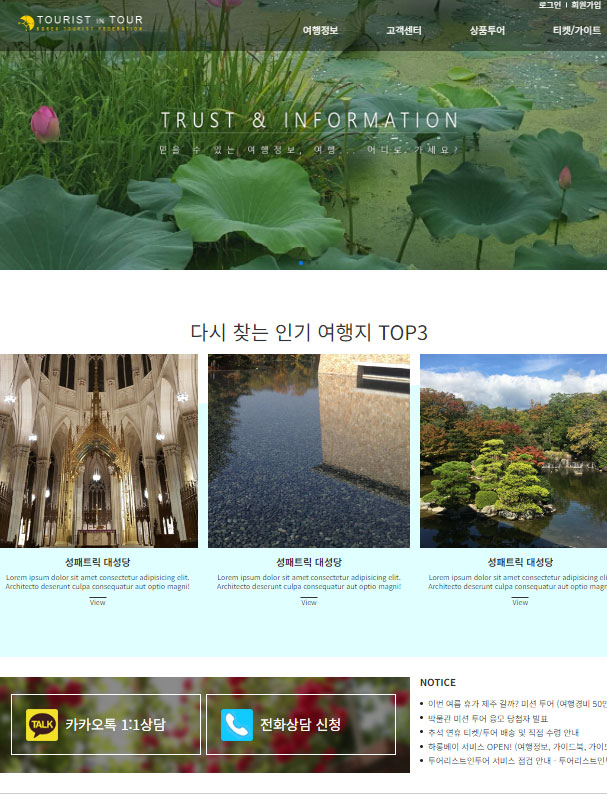 로그인 | 회원가입
TOURIST IN TOUR
KOREA TOURIST FEDERATION
여행정보 고객센터 상품투어 티켓/가이드
TRUST & INFORMATION
믿을 수 있는 여행정보, 여행... 어디로 가세요?
다시 찾는 인기 여행지 TOP3
성패트릭 대성당
Lorem ipsum dolor sit amet consectetur adipisicing elit.
Architecto deserunt culpa consequatur aut optio magni!
View
성패트릭 대성당
Lorem ipsum dolor sit amet consectetur adipisicing elit.
Architecto deserunt culpa consequatur aut optio magni!
View
성패트릭 대성당
Lorem ipsum dolor sit amet consectetur adipisicing
Architecto deserunt culpa consequatur aut optio
View
TALK 카카오톡 1:1상담
전화상담 신청
NOTICE
이번 여름 휴가 제주 갈까? 미션 투어 (여행경비 50만
박물관 미션 투어 응모 당첨자 발표
추석 연휴 티켓/투어 배송 및 직접 수령 안내
하롱베이 서비스 OPEN! (여행정보, 가이드북, 가이드
투어리스트인투어 서비스 점검 안내 - 투어리스트인